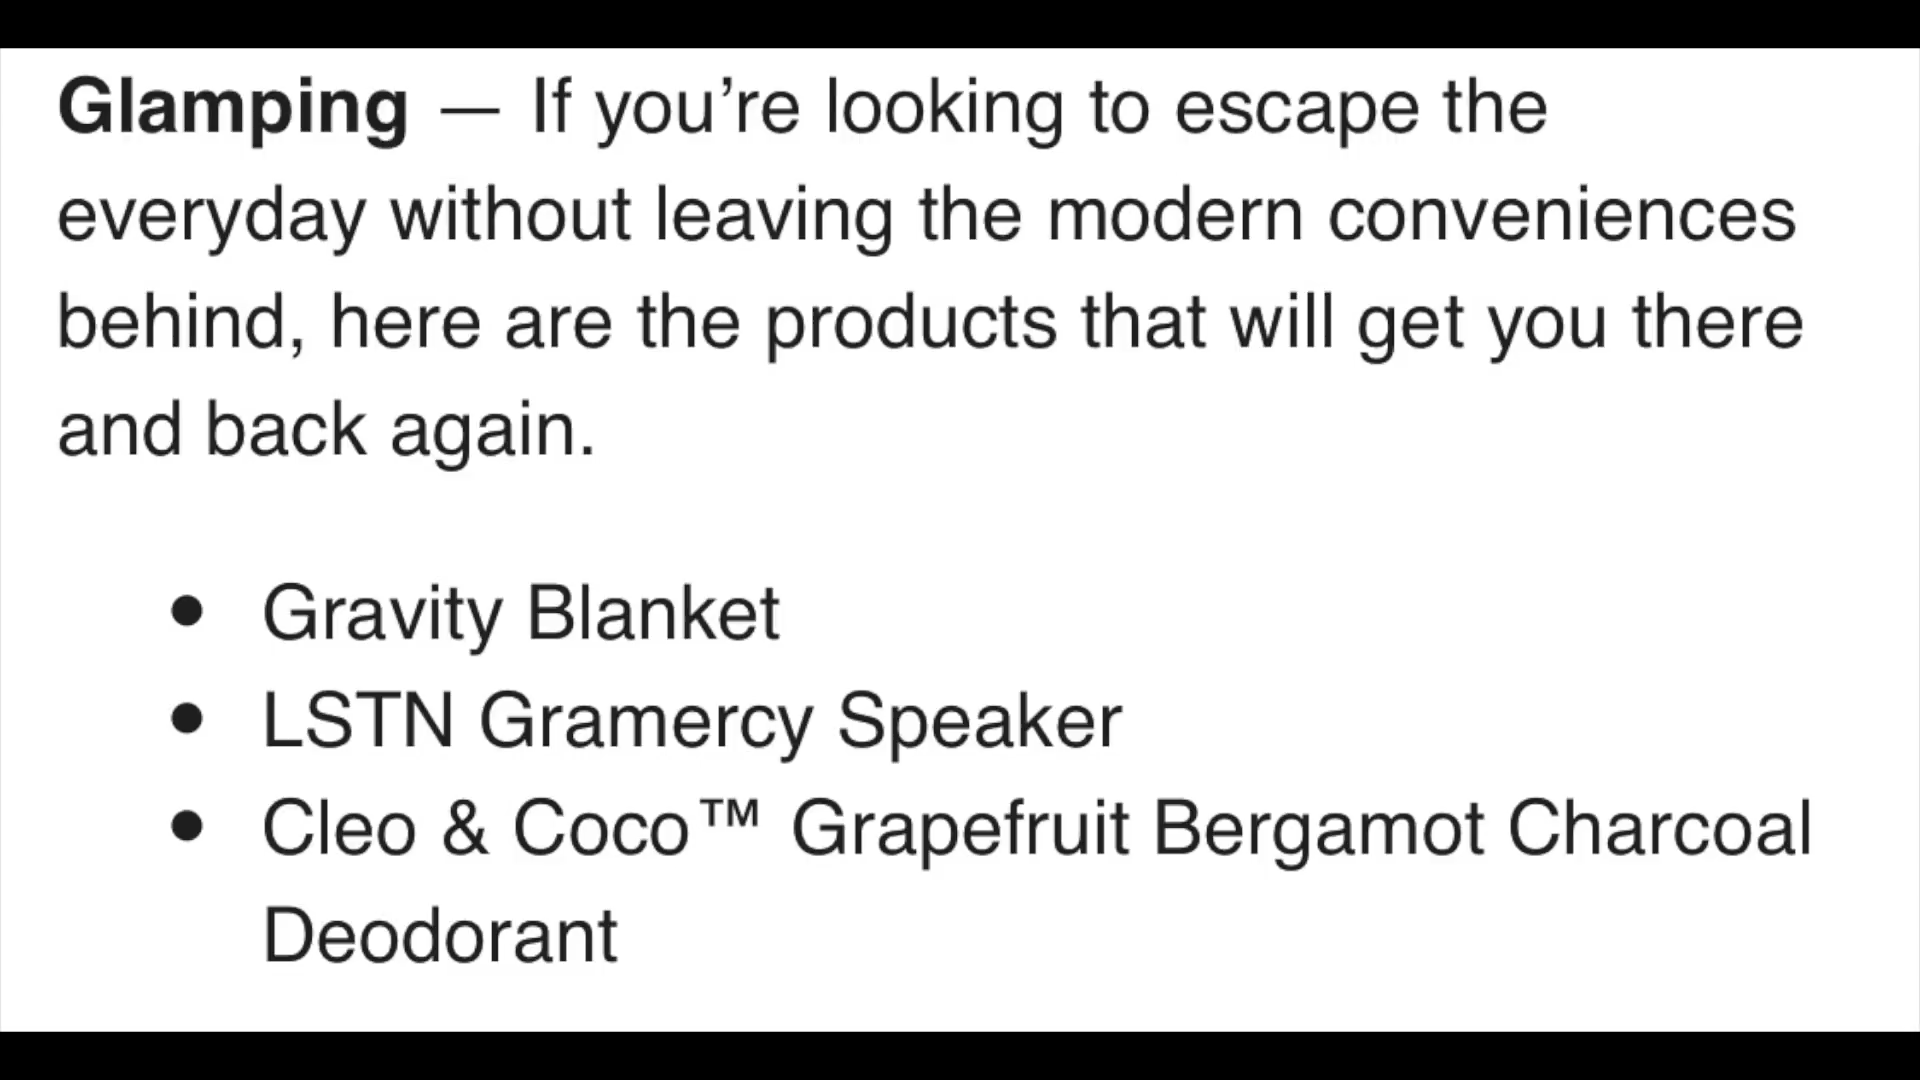 Glamping — If you’re looking to escape the
everyday without leaving the modern conveniences
behind, here are the products that will get you there
and back again.
● Gravity Blanket
● LSTN Gramercy Speaker
● Cleo & Coco™ Grapefruit Bergamot Charcoal
Deodorant